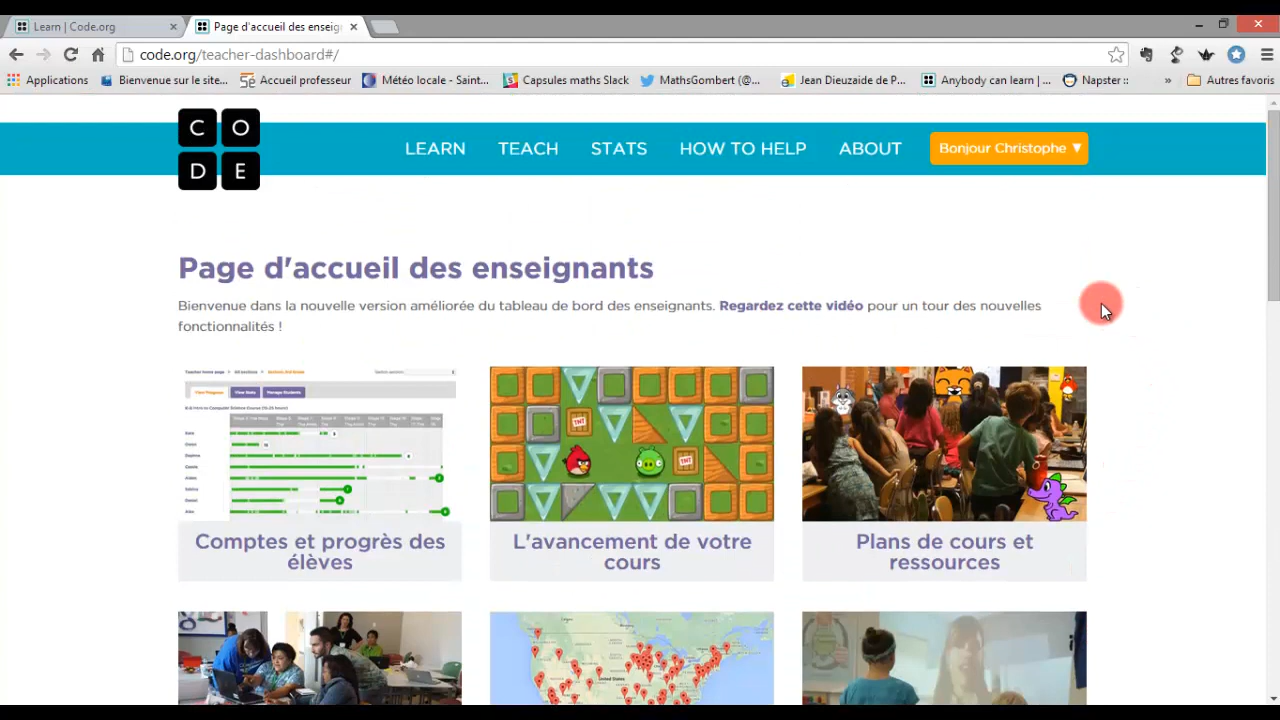 Learn | Code.org
Page d'accueil des enseig
code.org/teacher-dashboard#/
Applications
Bienvenue sur le site...
Accueil professeur
Météo locale - Saint...
Capsules maths Slack
MathsGombert (@...
Jean Dieuzaide de P...
Anybody can learn | ...
Napster ::
»
Autres favoris
C O
D E
LEARN
TEACH
STATS
HOW TO HELP
ABOUT
Bonjour Christophe ▼
Page d'accueil des enseignants
Bienvenue dans la nouvelle version améliorée du tableau de bord des enseignants. Regardez cette vidéo pour un tour des nouvelles
fonctionnalités !
TNT
TNT
Comptes et progrès des
élèves
L'avancement de votre
cours
Plans de cours et
ressources
United States